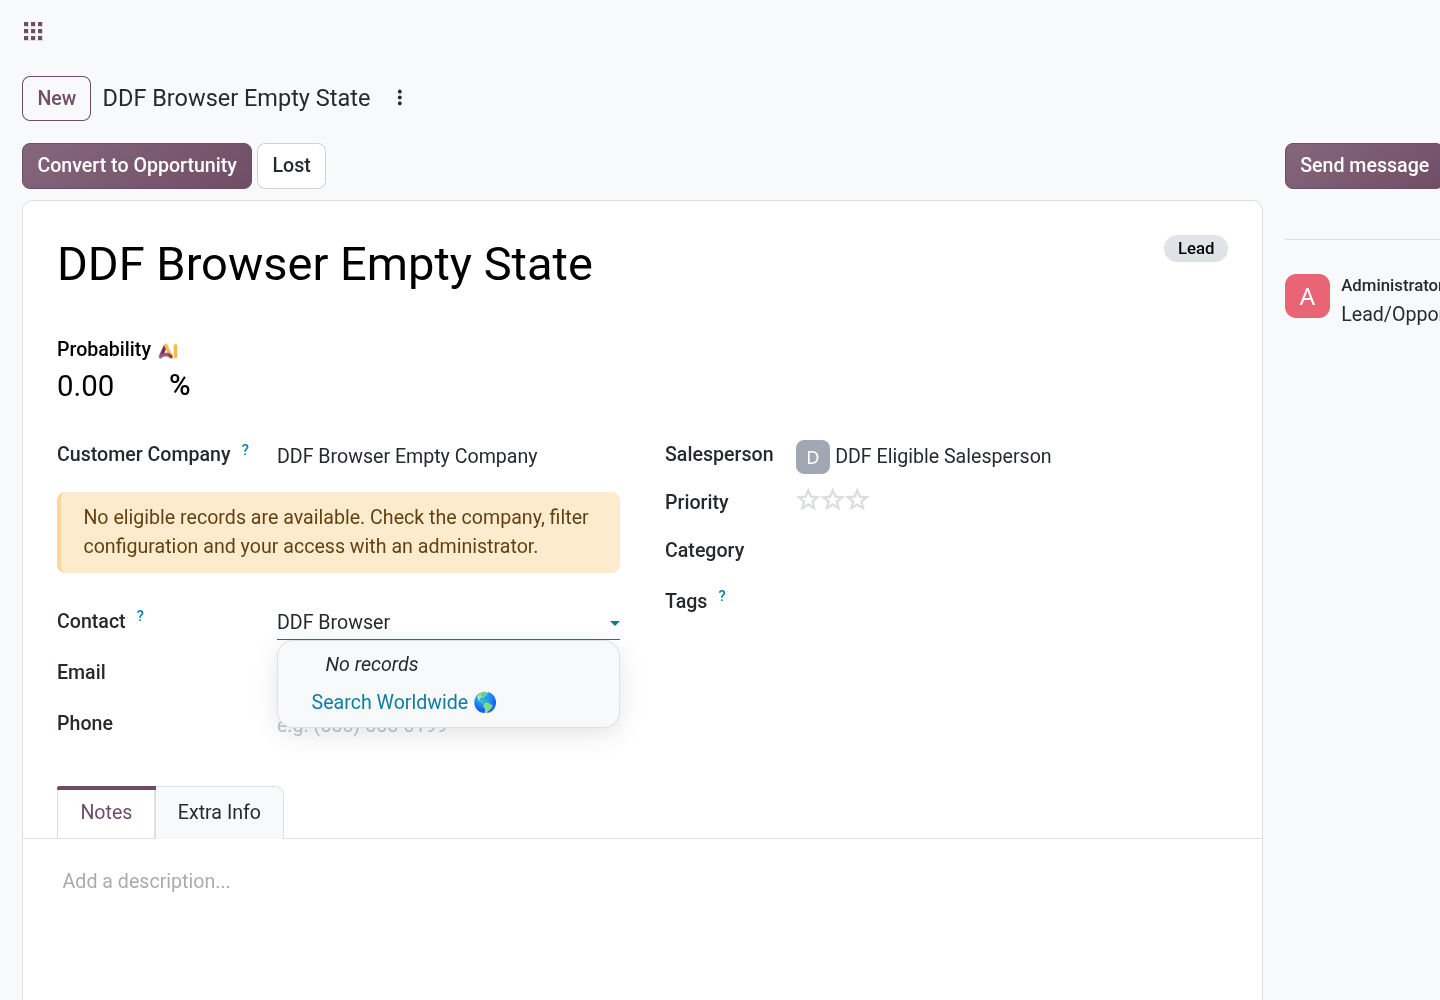 New
DDF Browser Empty State
Convert to Opportunity
Lost
Send message
DDF Browser Empty State
Lead
Administrator
Lead/Oppo
Probability AI
0.00 %
Customer Company ?
DDF Browser Empty Company
Salesperson
D
DDF Eligible Salesperson
A
No eligible records are available. Check the company, filter
configuration and your access with an administrator.
Priority
Category
Tags ?
Contact ?
DDF Browser
No records
Search Worldwide
Email
Phone
Notes
Extra Info
Add a description...